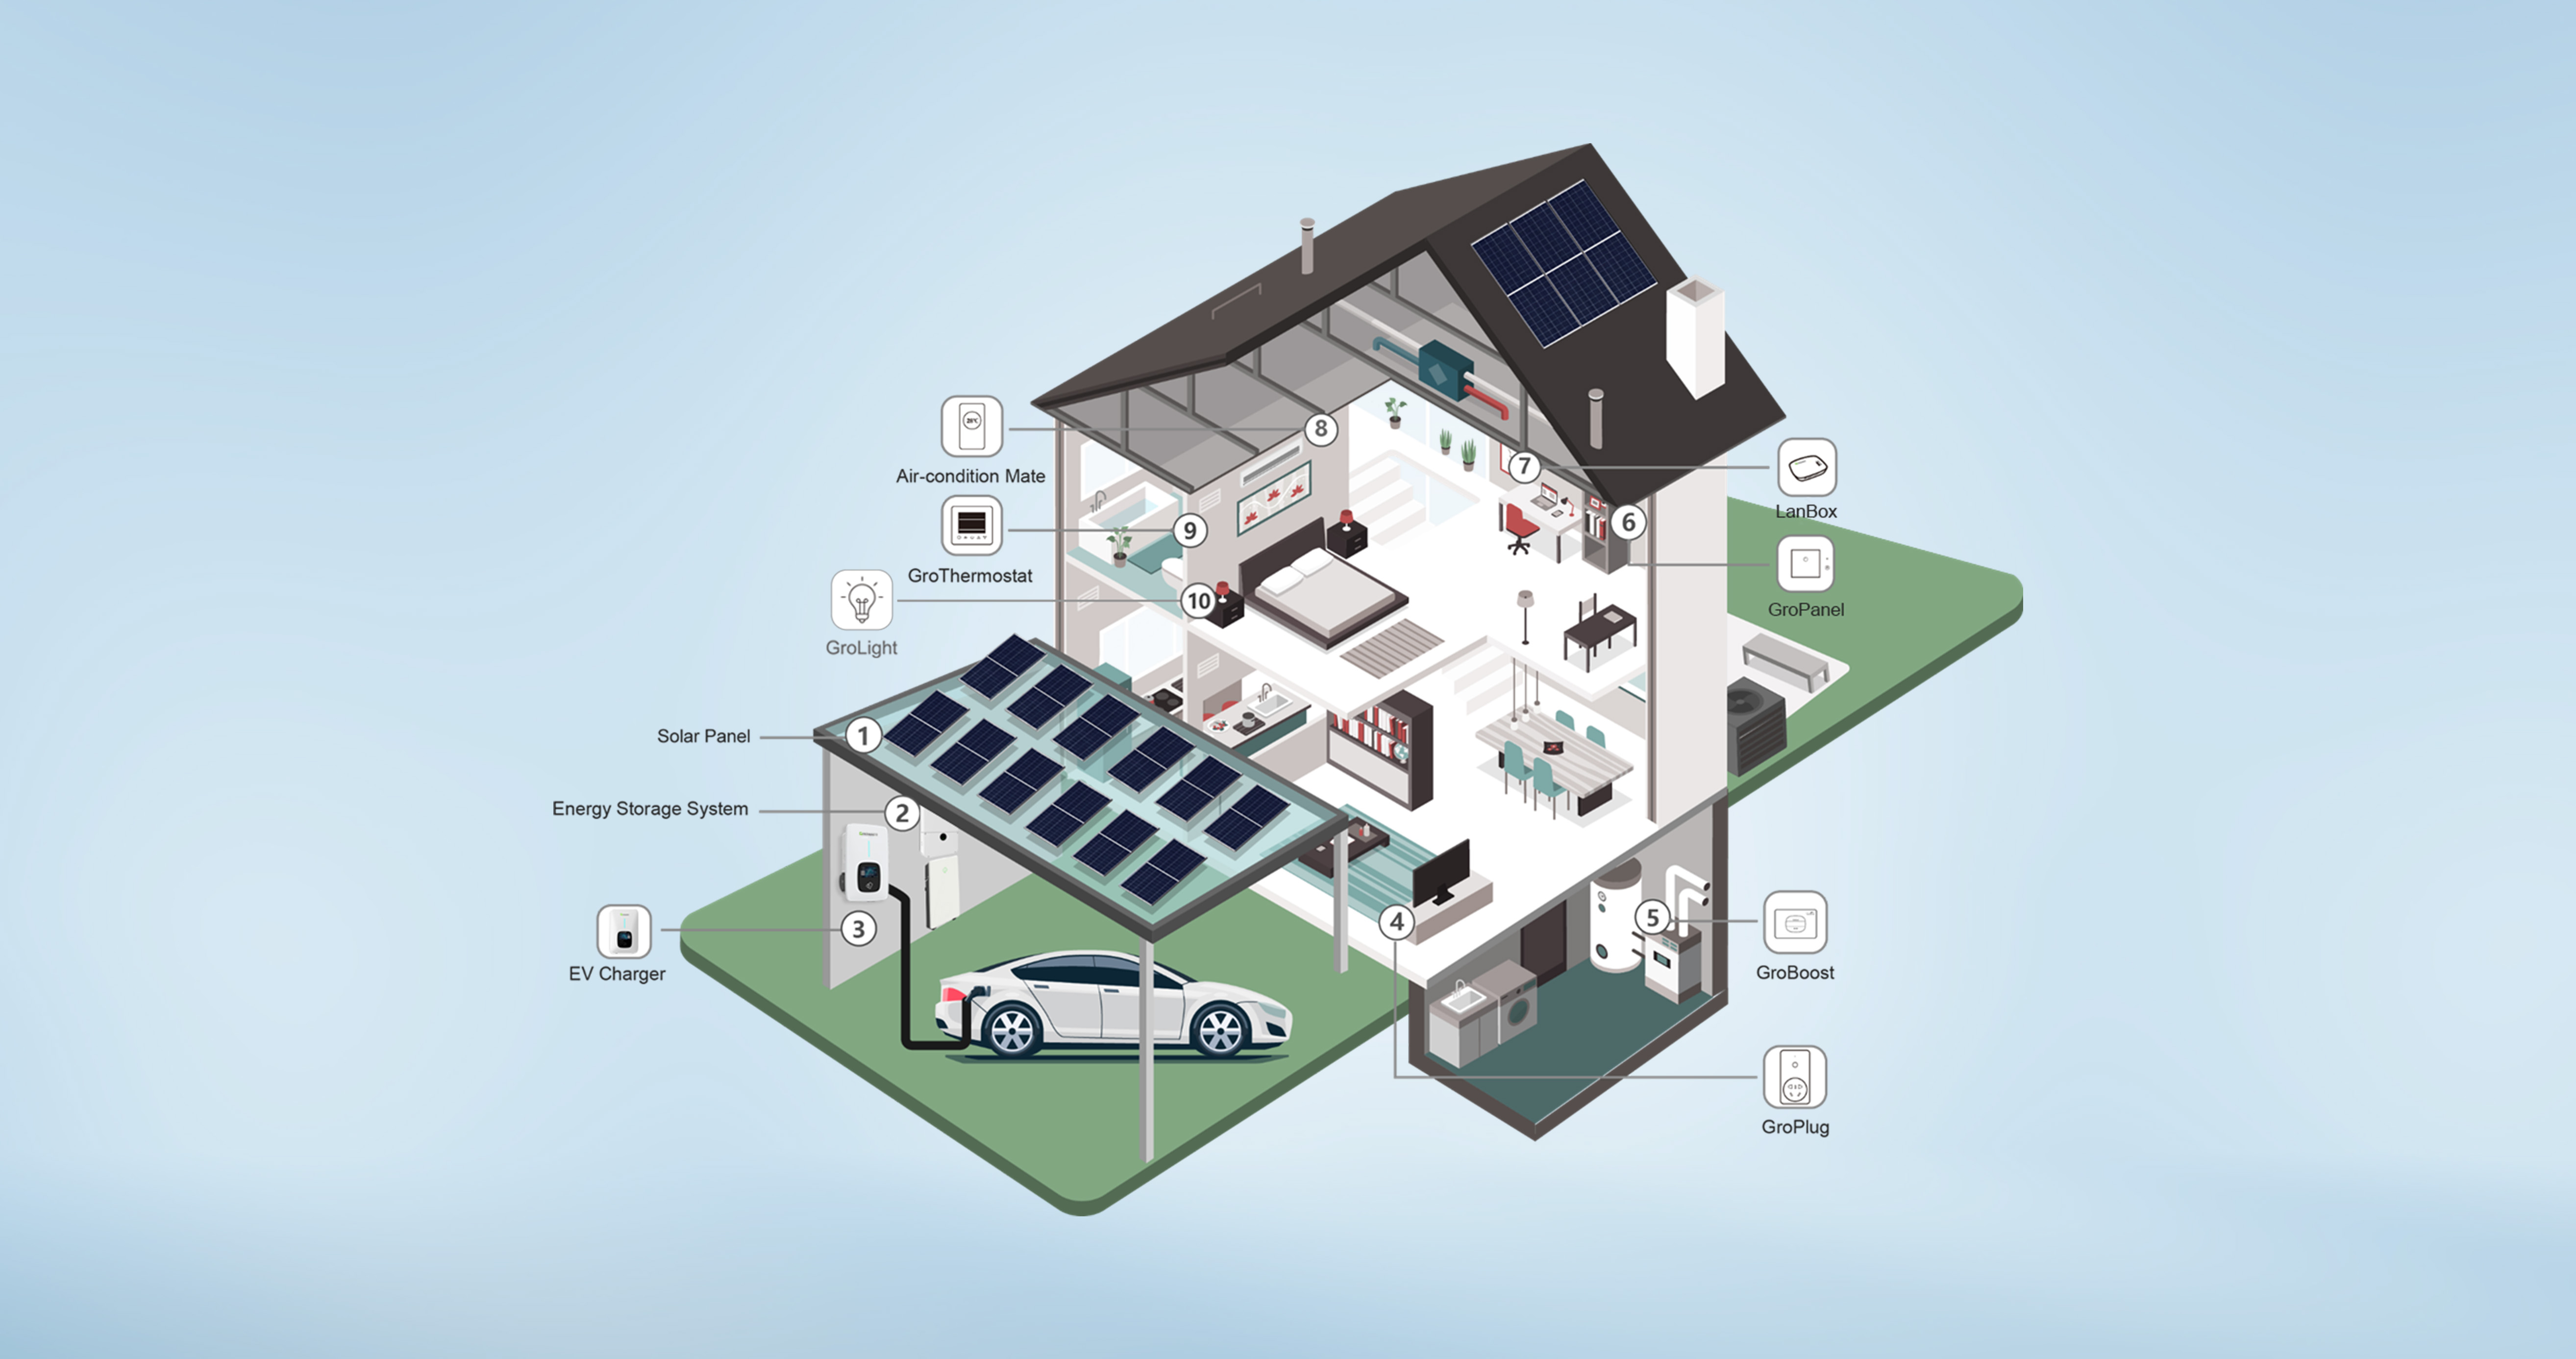 8
Air-condition Mate
7
LanBox
9
GroThermostat
6
GroPanel
10
GroLight
1
Solar Panel
2
Energy Storage System
3
EV Charger
4
5
GroBoost
GroPlug